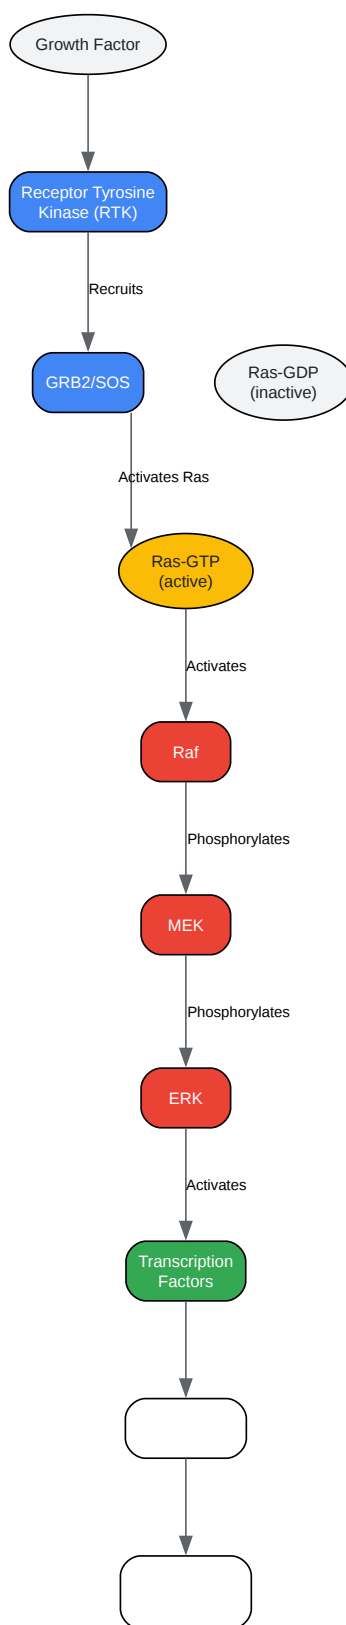 Growth Factor
Receptor Tyrosine
Kinase (RTK)
Recruits
GRB2/SOS
Ras-GDP
(inactive)
Activates Ras
Ras-GTP
(active)
Activates
Raf
Phosphorylates
MEK
Phosphorylates
ERK
Activates
Transcription
Factors